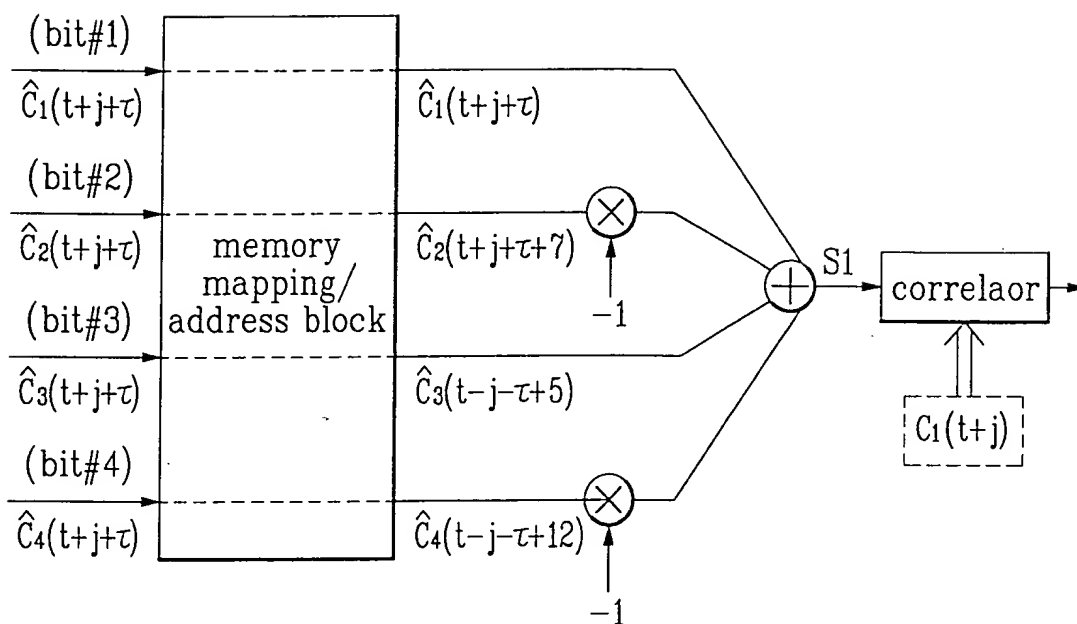 (bit#1)
Ĉ1(t+j+τ)
Ĉ1(t+j+τ)
(bit#2)
Ĉ2(t+j+τ)
Ĉ2(t+j+τ+7)
-1
memory
mapping/
address block
S1
correlaor
C1(t+j)
(bit#3)
Ĉ3(t+j+τ)
Ĉ3(t-j-τ+5)
(bit#4)
Ĉ4(t+j+τ)
Ĉ4(t-j-τ+12)
-1